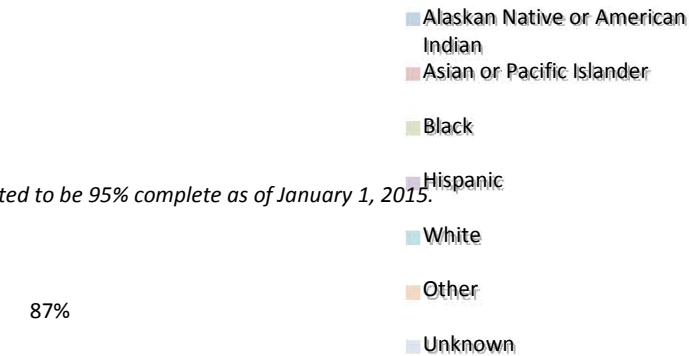 Alaskan Native or American
Indian
Asian or Pacific Islander
Black
Hispanic
ted to be 95% complete as of January 1, 2015.
White
Other
87%
Unknown